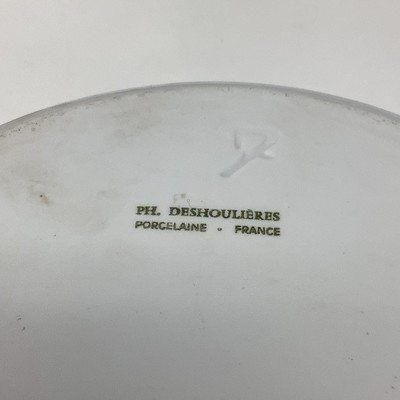 PH. DESHOULIÈRES
PORCELAINE - FRANCE